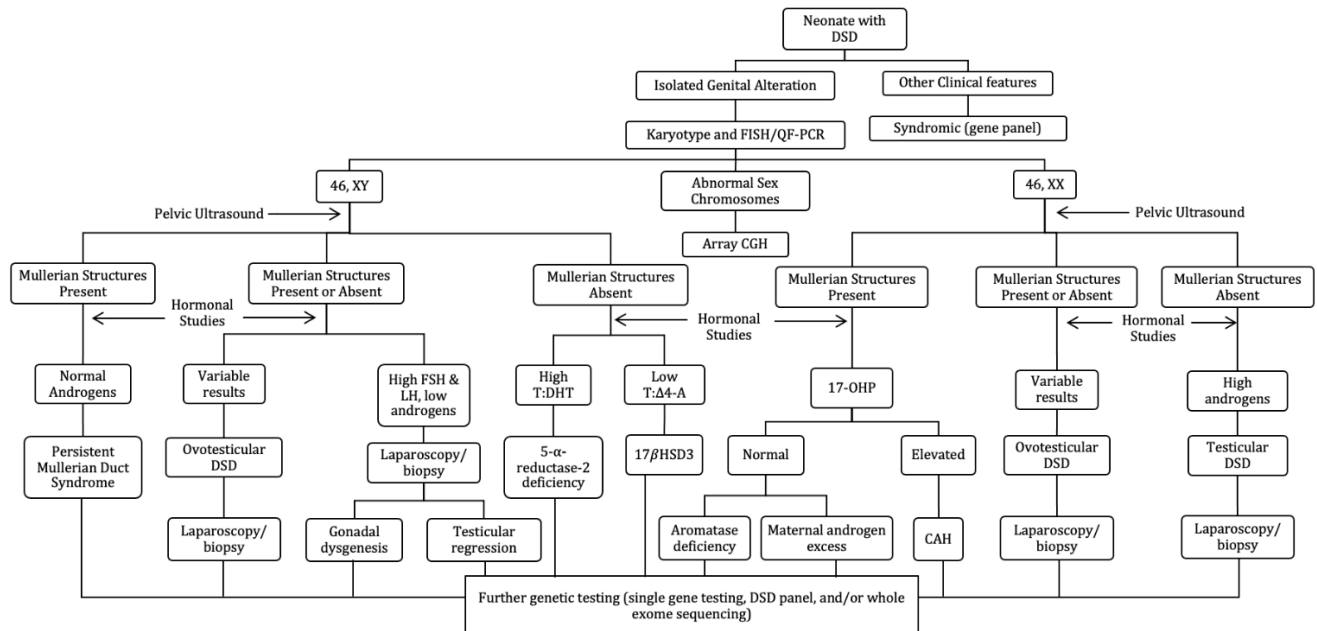 Neonate with
DSD
Isolated Genital Alteration
Other Clinical features
Karyotype and FISH/QF-PCR
Syndromic (gene panel)
46, XY
Abnormal Sex
Chromosomes
46, XX
Pelvic Ultrasound
Pelvic Ultrasound
Array CGH
Mullerian Structures
Present
Mullerian Structures
Present or Absent
Mullerian Structures
Absent
Mullerian Structures
Present
Mullerian Structures
Present or Absent
Mullerian Structures
Absent
Hormonal
Studies
Hormonal
Studies
Hormonal
Studies
Normal
Androgens
Variable
results
High FSH &
LH, low
androgens
High
T:DHT
Low
T:Δ4-A
17-OHP
Variable
results
High
androgens
Persistent
Mullerian Duct
Syndrome
Ovotesticular
DSD
Laparoscopy/
biopsy
5-α-
reductase-2
deficiency
17βHSD3
Normal
Elevated
Ovotesticular
DSD
Testicular
DSD
Laparoscopy/
biopsy
Gonadal
dysgenesis
Testicular
regression
Aromatase
deficiency
Maternal androgen
excess
CAH
Laparoscopy/
biopsy
Laparoscopy/
biopsy
Further genetic testing (single gene testing, DSD panel, and/or whole
exome sequencing)